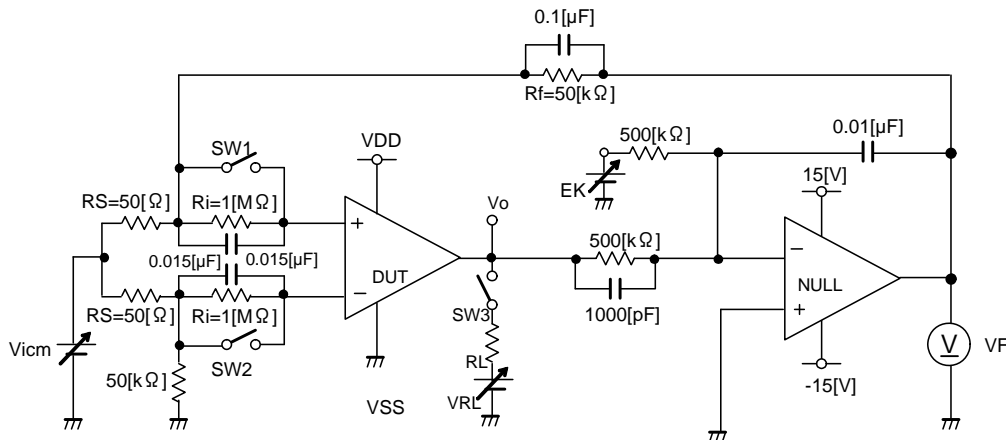 0.1[μF]
Rf=50[kΩ]
SW1
VDD
500[kΩ]
0.01[μF]
EK
15[V]
RS=50[Ω]
Ri=1[MΩ]
Vo
+
500[kΩ]
−
0.015[μF]
0.015[μF]
DUT
NULL
RS=50[Ω]
Ri=1[MΩ]
−
SW3
1000[pF]
+
Vicm
SW2
RL
V
VF
50[kΩ]
VSS
VRL
-15[V]